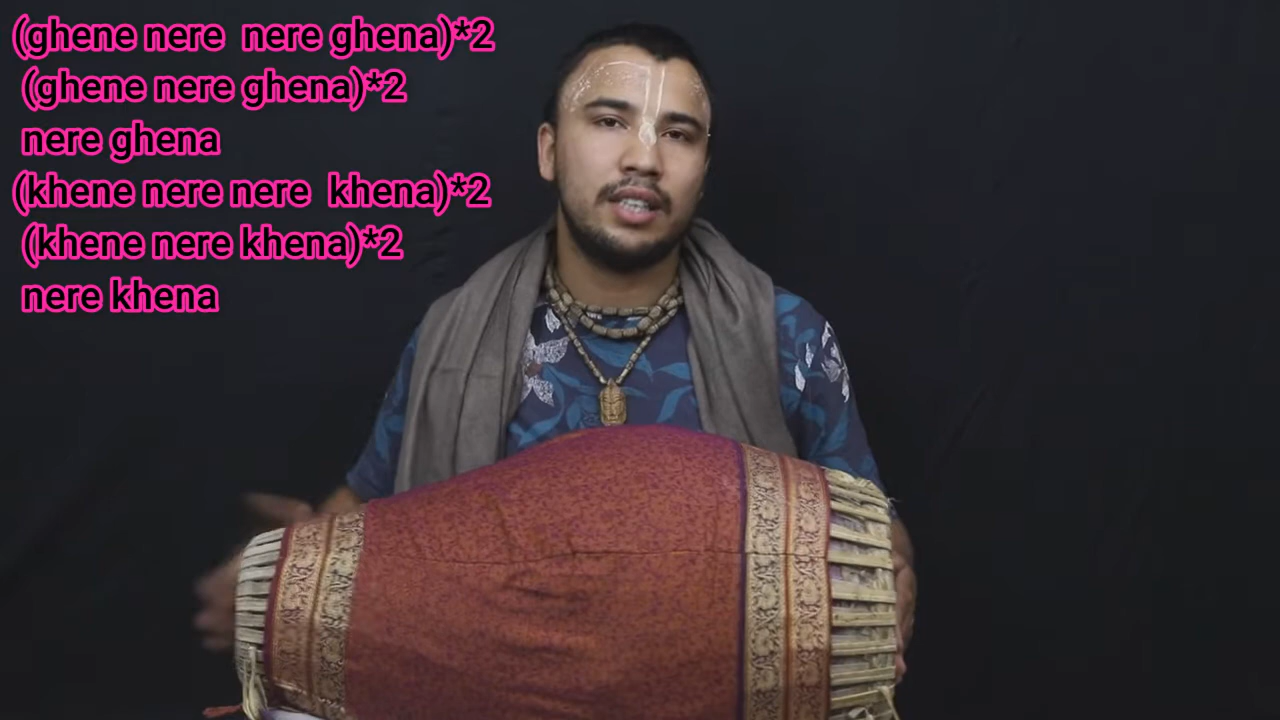 (ghene nere nere ghena)*2
(ghene nere ghena)*2
nere ghena
(khene nere nere khena)*2
(khene nere khena)*2
nere khena